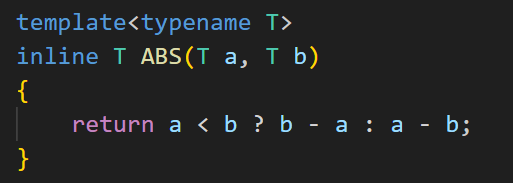 template<typename T>
inline T ABS(T a, T b)
{
    return a < b ? b - a : a - b;
}